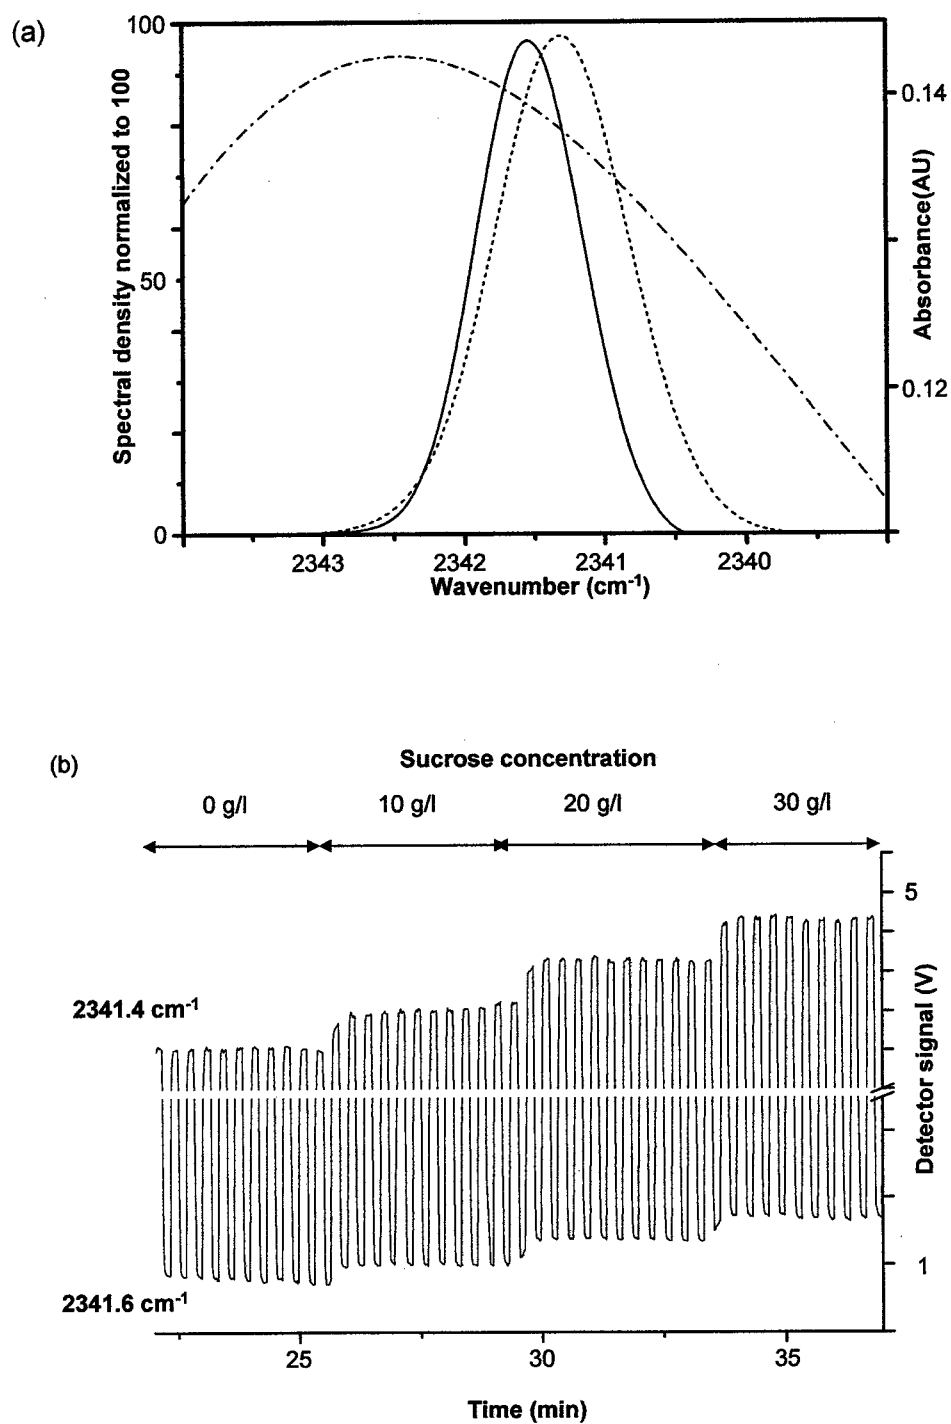 (a)
100
50
0
Spectral density normalized to 100
0.14
0.12
Absorbance(AU)
2343
2342
2341
2340
Wavenumber (cm⁻¹)
(b)
Sucrose concentration
0 g/l
10 g/l
20 g/l
30 g/l
5
1
Detector signal (V)
2341.4 cm⁻¹
2341.6 cm⁻¹
25
30
35
Time (min)